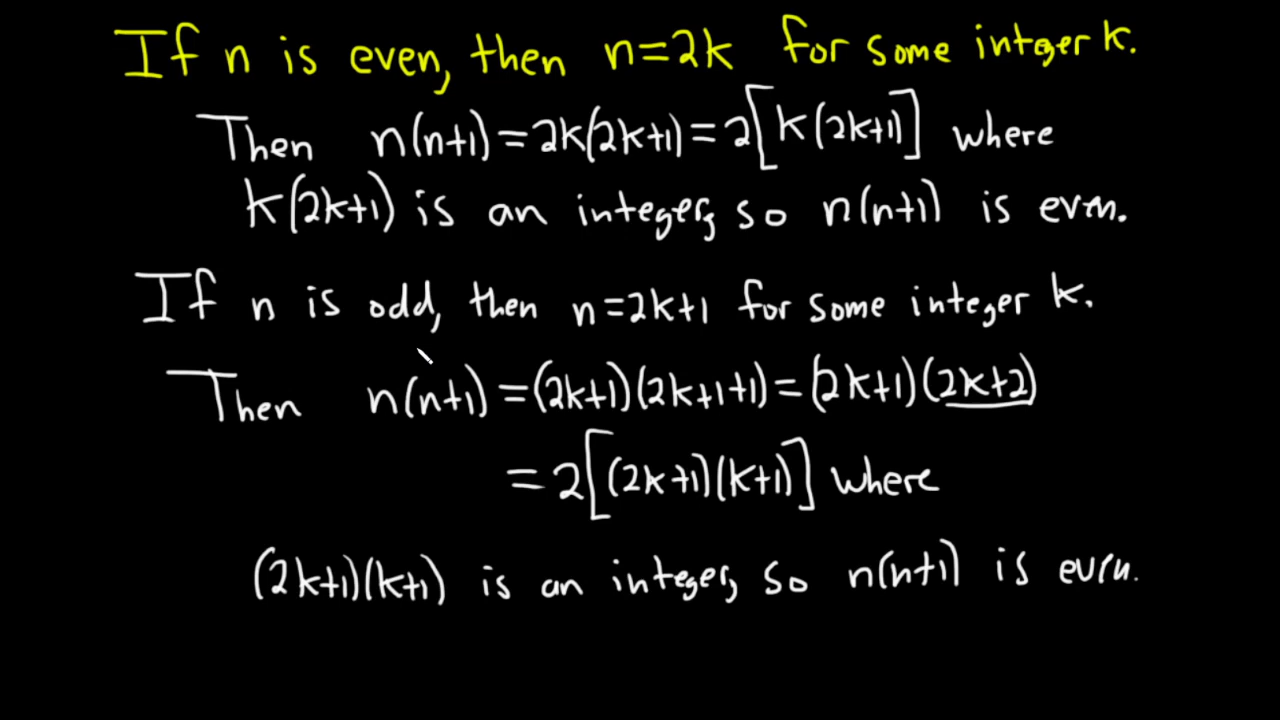 If n is even, then n=2k for some integer k.
Then n(n+1) = 2k(2k+1) = 2[k(2k+1)] where
k(2k+1) is an integer, so n(n+1) is even.
If n is odd, then n=2k+1 for some integer k.
Then n(n+1) = (2k+1)(2k+1+1) = (2k+1)(2k+2)
= 2[(2k+1)(k+1)] where
(2k+1)(k+1) is an integer, so n(n+1) is even.